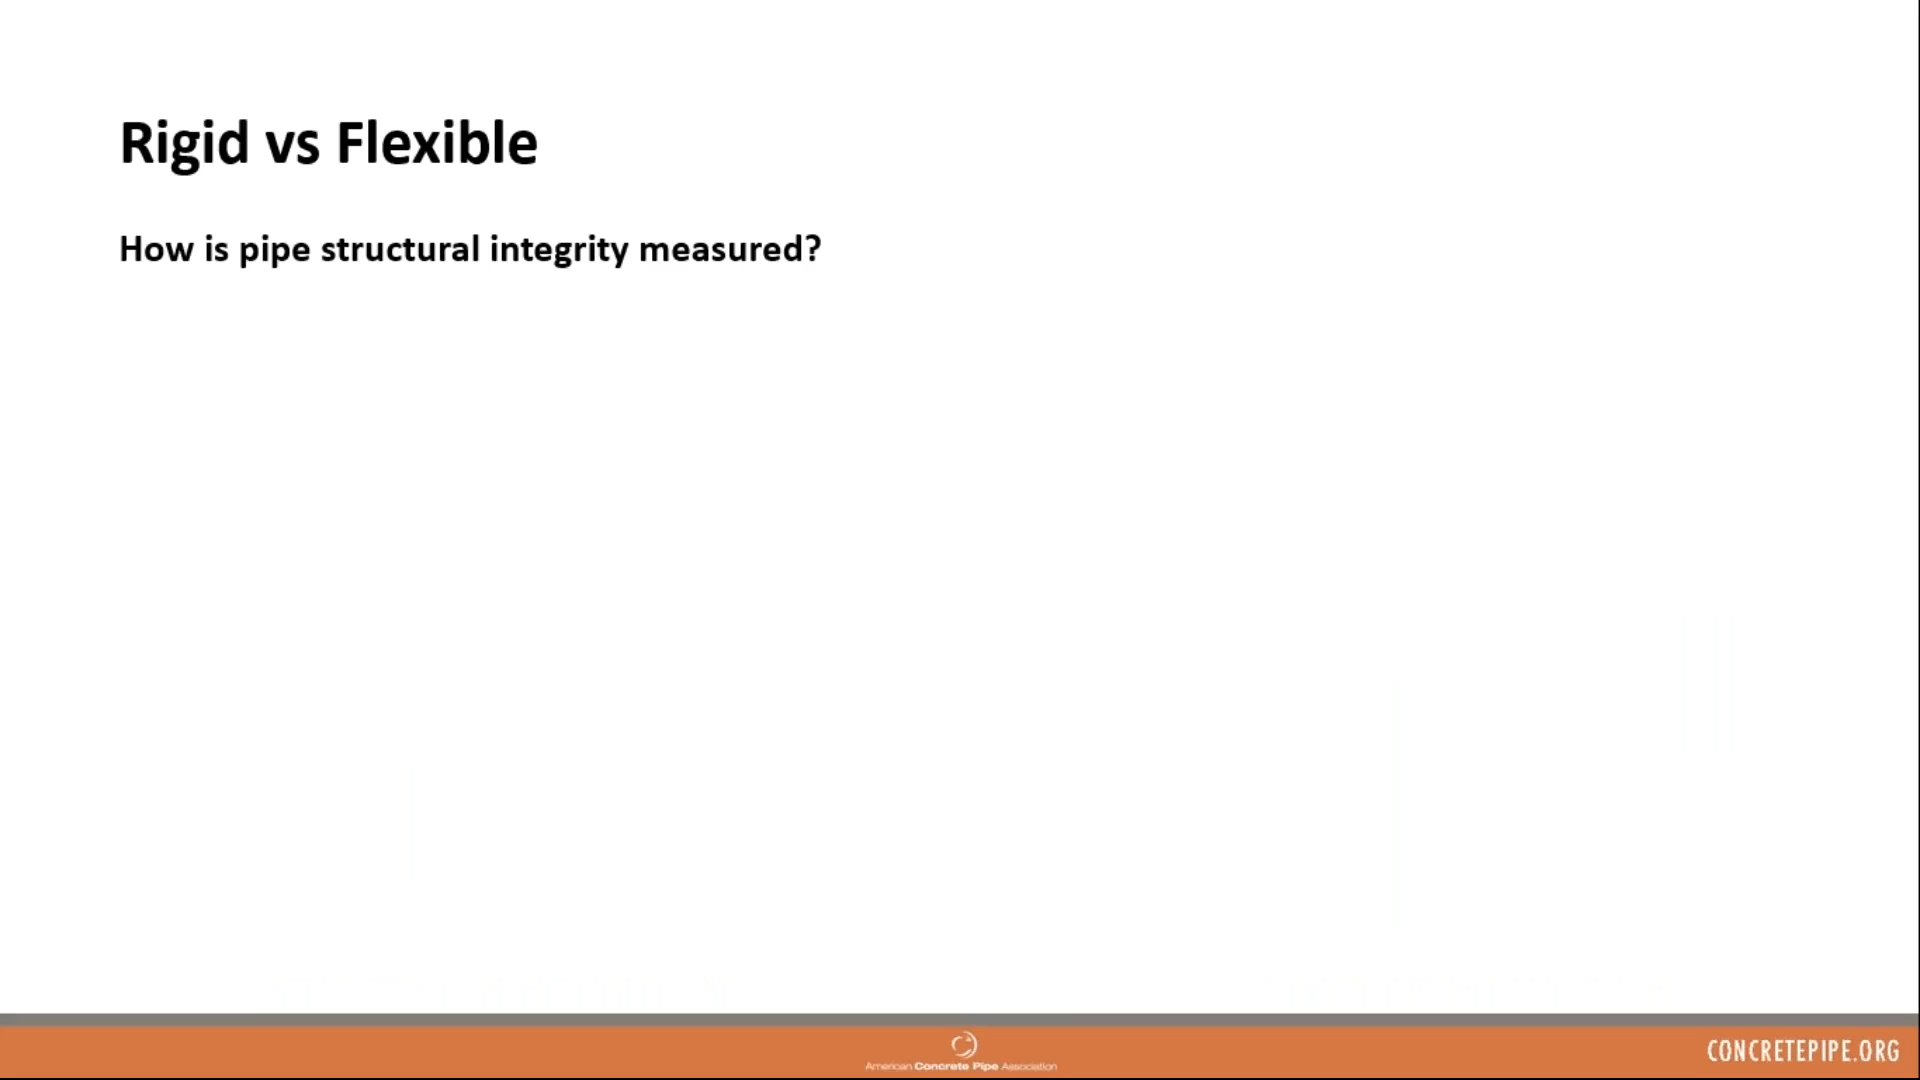 Rigid vs Flexible
How is pipe structural integrity measured?
American Concrete Pipe Association
CONCRETEPIPE.ORG